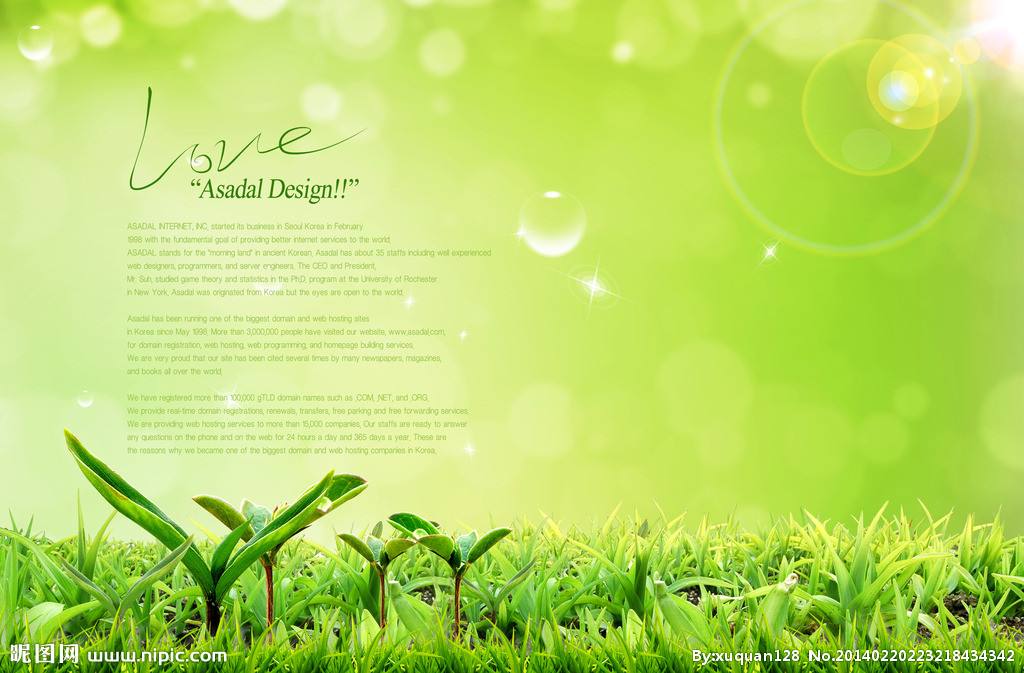 Love
“Asadal Design!!”
ASADAL INTERNET, INC. started its business in Seoul Korea in February
1998 with the fundamental goal of providing better internet services to the world.
ASADAL stands for the "morning land" in ancient Korean. Asadal has about 35 staffs including well experienced
web designers, programmers, and server engineers. The CEO and President,
Mr. Suh, studied game theory and statistics in the Ph.D. program at the University of Rochester
in New York. Asadal was originated from Korea but the eyes are open to the world.
Asadal has been running one of the biggest domain and web hosting sites
in Korea since May 1998. More than 3,000,000 people have visited our website, www.asadal.com,
for domain registration, web hosting, web programming, and homepage building services.
We are very proud that our site has been cited several times by many newspapers, magazines,
and books all over the world.
We have registered more than 100,000 gTLD domain names such as .COM, .NET, and .ORG.
We provide real-time domain registrations, renewals, transfers, free parking and free forwarding services.
We are providing web hosting services to more than 15,000 companies. Our staffs are ready to answer
any questions on the phone and on the web for 24 hours a day and 365 days a year. These are
the reasons why we became one of the biggest domain and web hosting companies in Korea.
昵图网 www.nipic.com
By:xuquan128 No.20140220223218434342